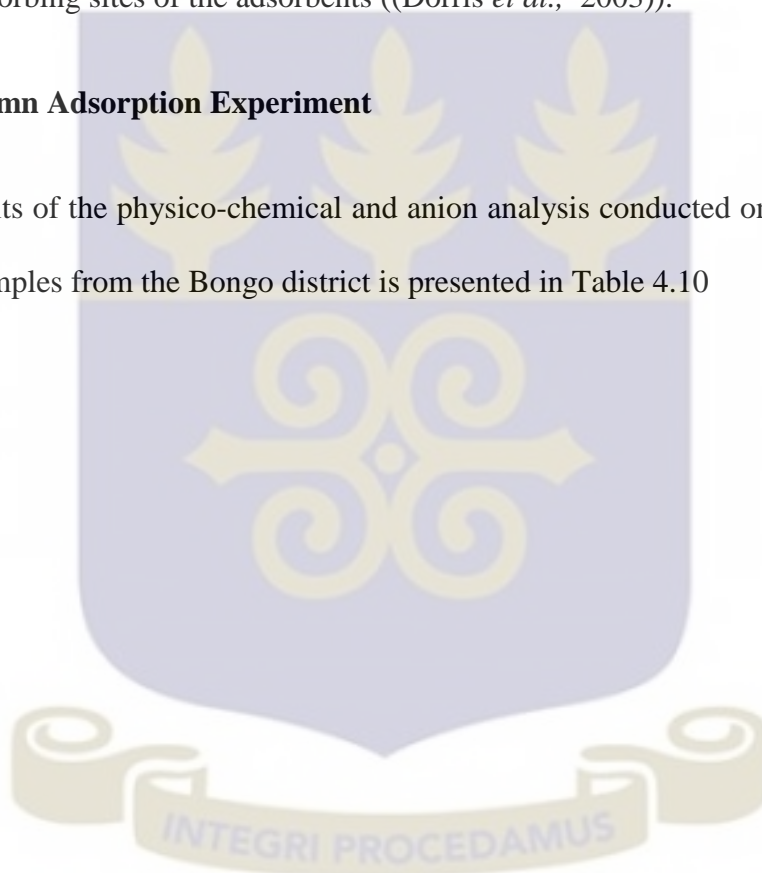 orbing sites of the adsorbents ((Dorris et al., 2003)).
mn Adsorption Experiment
ts of the physico-chemical and anion analysis conducted or
mples from the Bongo district is presented in Table 4.10
INTEGRI PROCEDAMUS